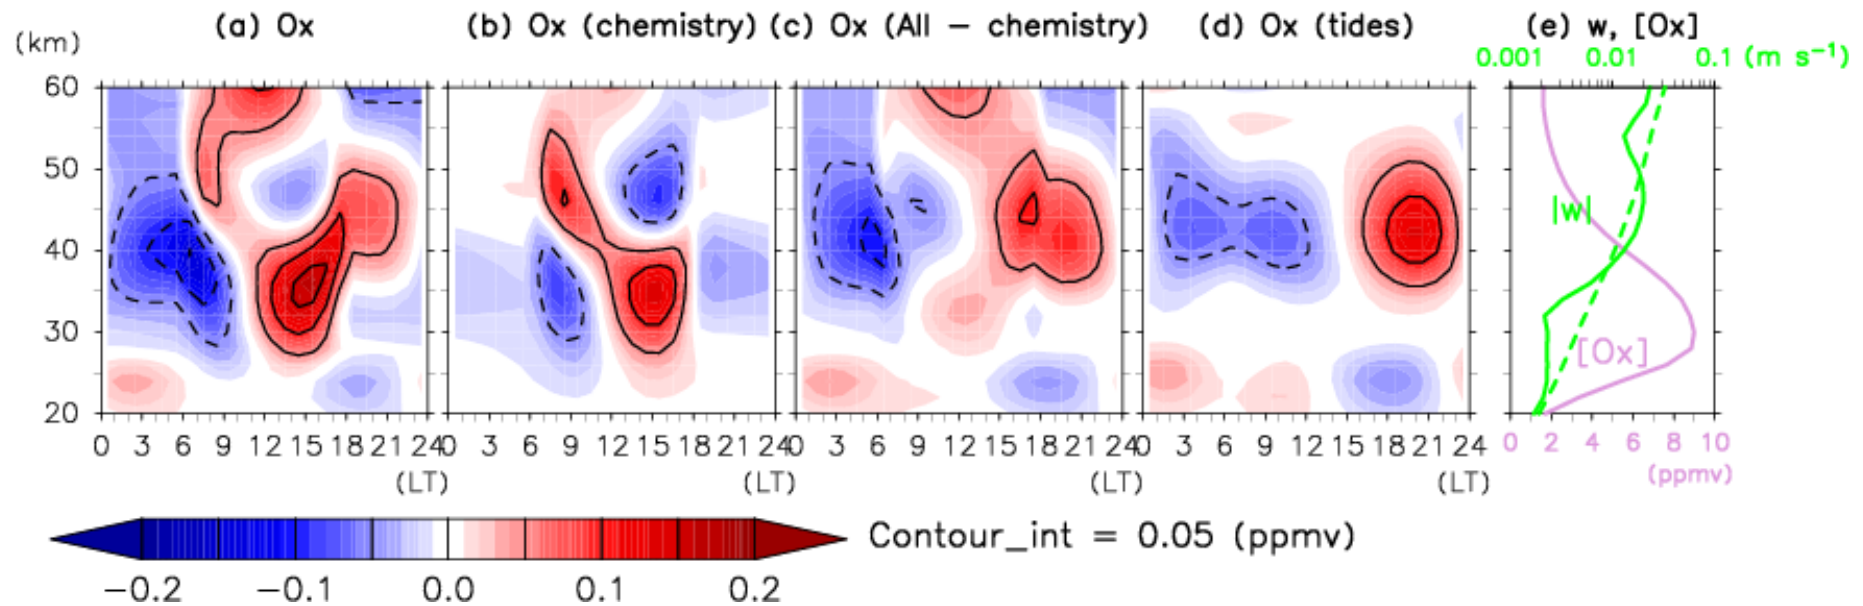 (a) Ox (b) Ox (chemistry) (c) Ox (All − chemistry) (d) Ox (tides) (e) w, [Ox]
(km) 0.001 0.01 0.1 (m s⁻¹)
60
50
|w|
40
30
[Ox]
20
0 3 6 9 12 15 18 21 24 0 3 6 9 12 15 18 21 24 0 3 6 9 12 15 18 21 24 0 3 6 9 12 15 18 21 24 0 2 4 6 8 10
(LT) (LT) (LT) (LT) (ppmv)
Contour_int = 0.05 (ppmv)
−0.2 −0.1 0.0 0.1 0.2